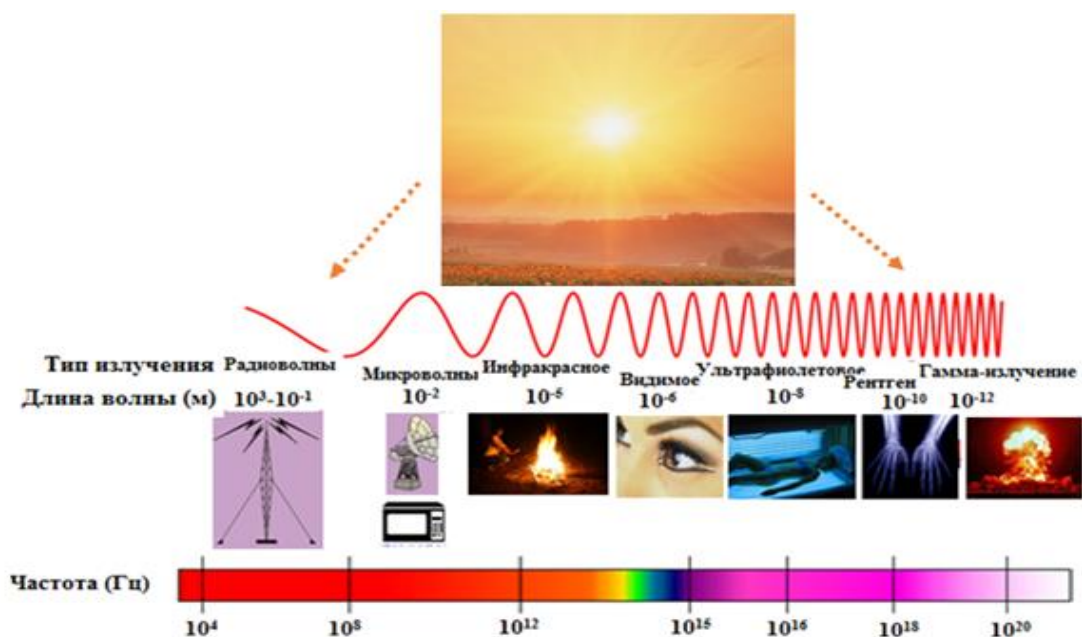 Тип излучения Радиоволны Микроволны Инфракрасное Видимое Ультрафиолетовое Рентген Гамма-излучение
Длина волны (м) 10³-10⁻¹ 10⁻² 10⁻⁵ 10⁻⁶ 10⁻⁸ 10⁻¹⁰ 10⁻¹²
Частота (Гц)
10⁴ 10⁸ 10¹² 10¹⁵ 10¹⁶ 10¹⁸ 10²⁰